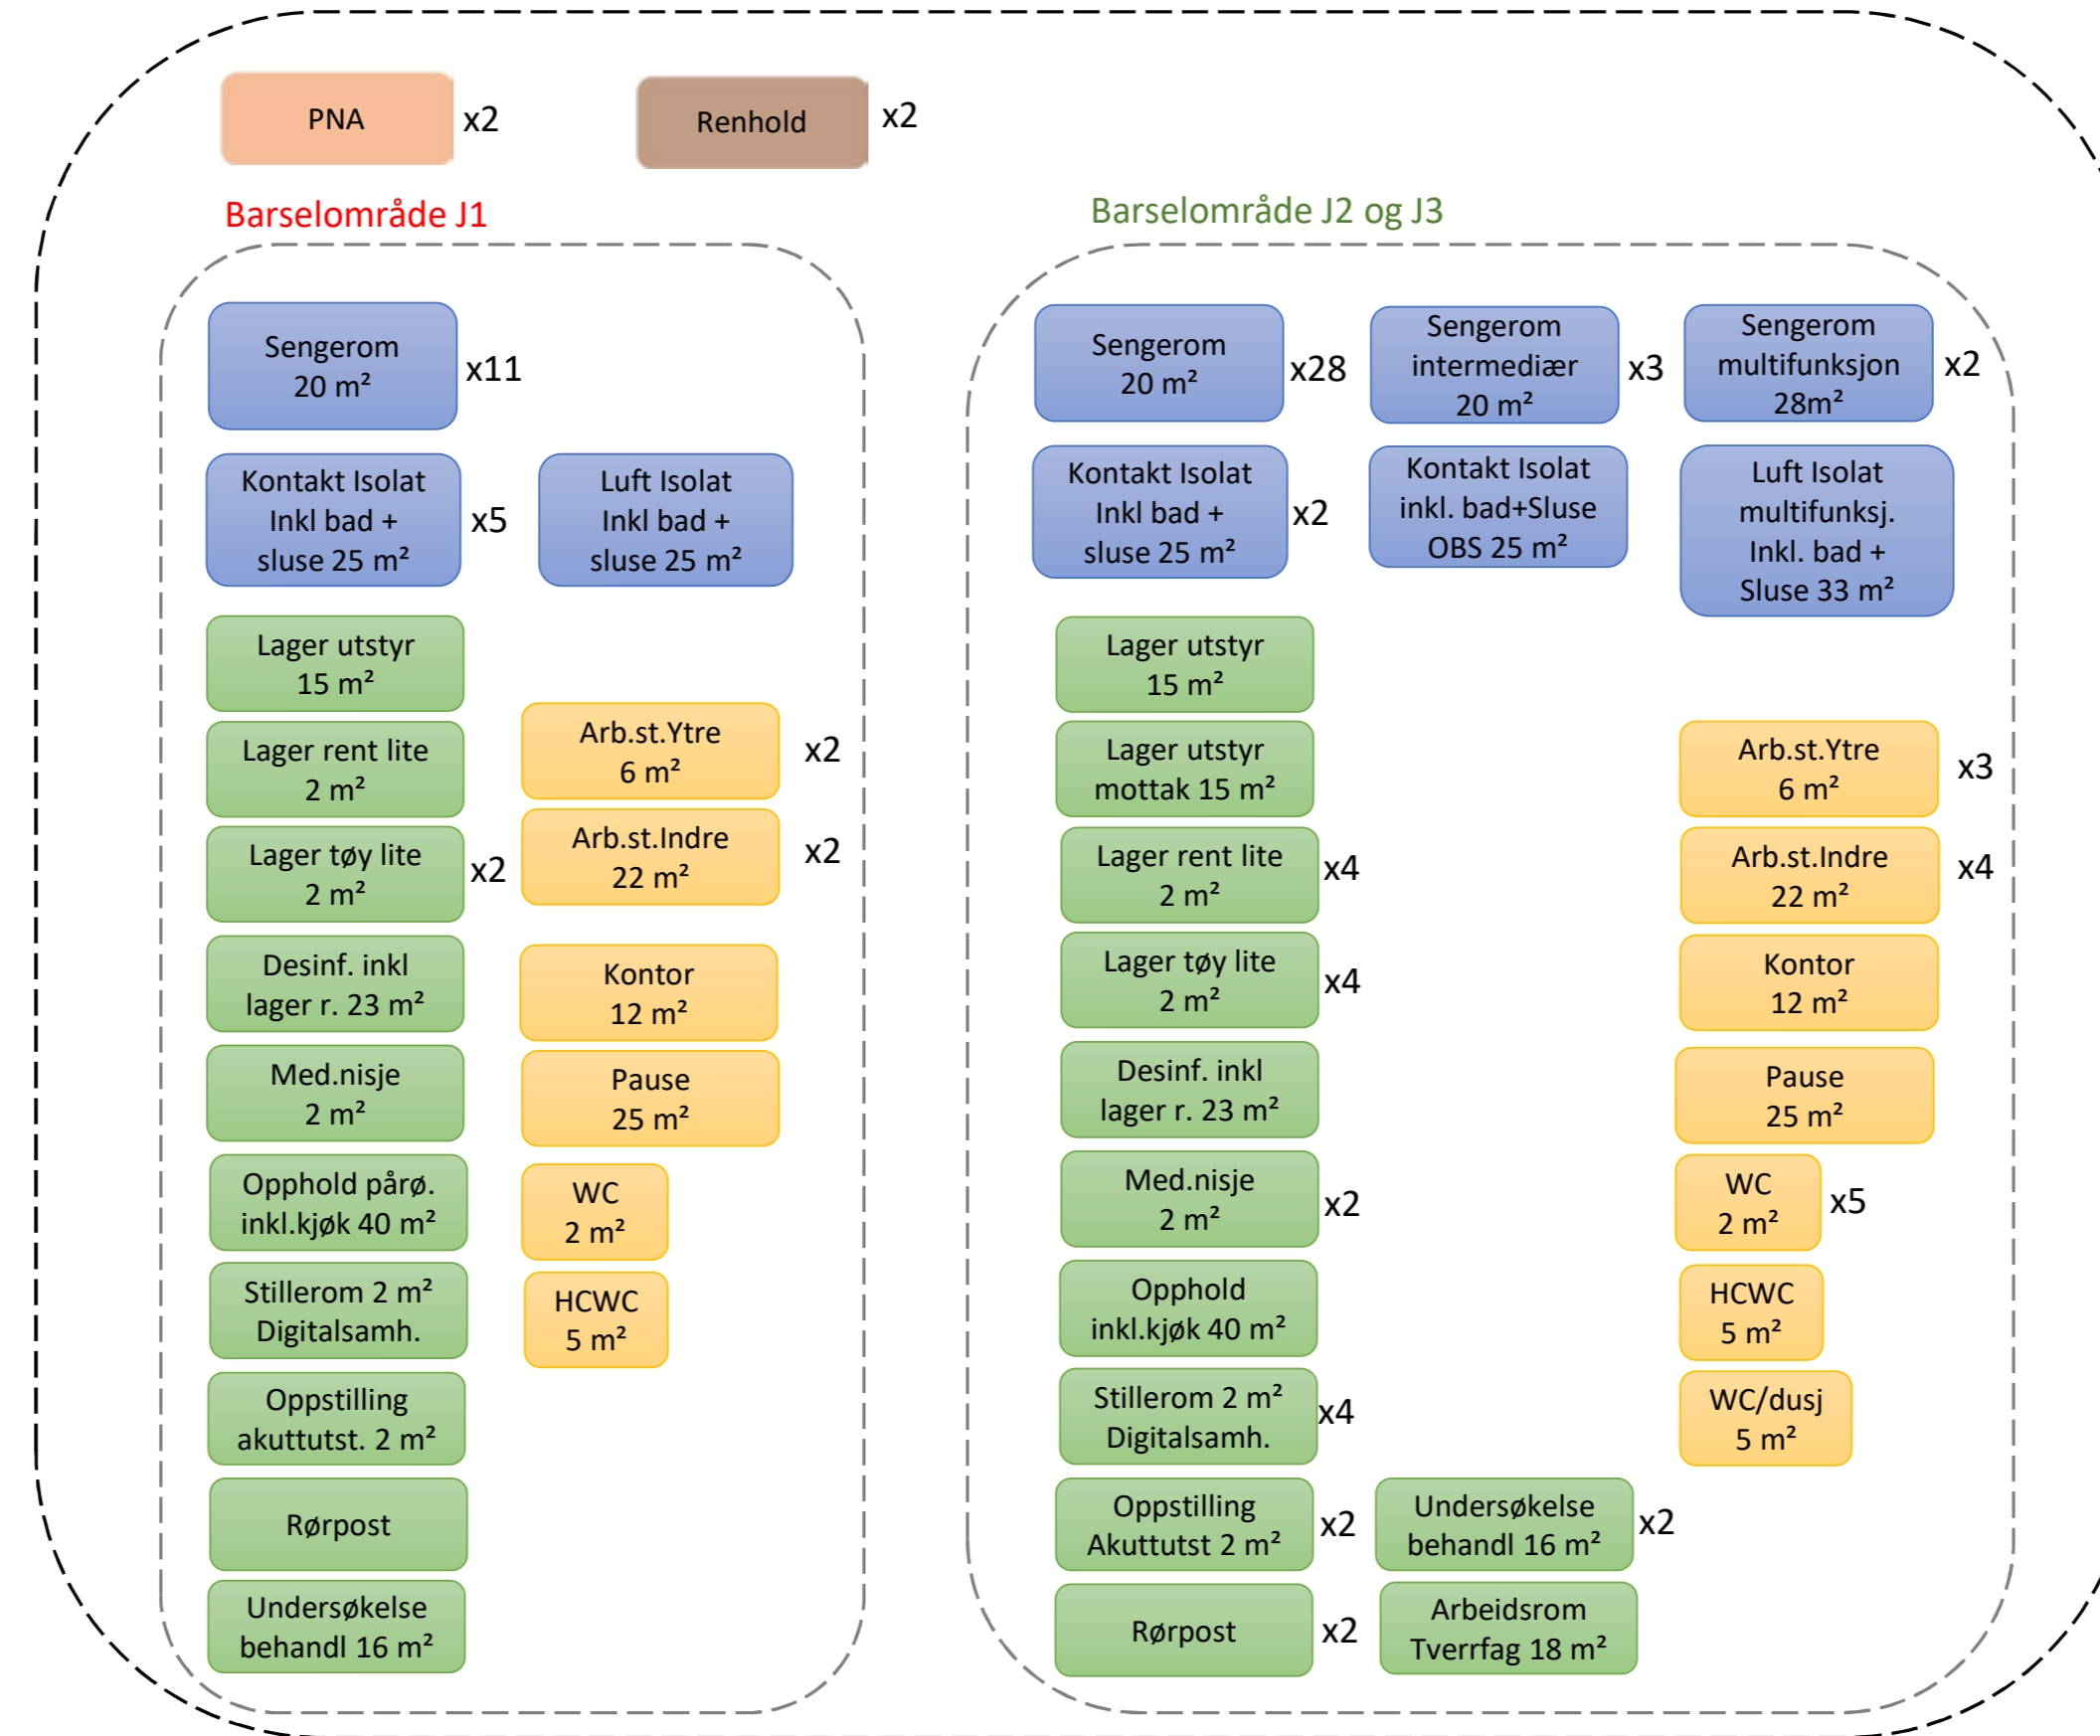 PNA
x2
Renhold
x2
Barselområde J1
Sengerom
20 m²
x11
Kontakt Isolat
Inkl bad +
sluse 25 m²
x5
Luft Isolat
Inkl bad +
sluse 25 m²
Lager utstyr
15 m²
Lager rent lite
2 m²
Lager tøy lite
2 m²
x2
Desinf. inkl
lager r. 23 m²
Med.nisje
2 m²
Opphold pårø.
inkl.kjøk 40 m²
Stillerom 2 m²
Digitalsamh.
Oppstilling
akuttutst. 2 m²
Rørpost
Undersøkelse
behandl 16 m²
Arb.st.Ytre
6 m²
x2
Arb.st.Indre
22 m²
x2
Kontor
12 m²
Pause
25 m²
WC
2 m²
HCWC
5 m²
Barselområde J2 og J3
Sengerom
20 m²
x28
Sengerom
intermediær
20 m²
x3
Sengerom
multifunksjon
28m²
x2
Kontakt Isolat
Inkl bad +
sluse 25 m²
x2
Kontakt Isolat
inkl. bad+Sluse
OBS 25 m²
Luft Isolat
multifunksj.
Inkl. bad +
Sluse 33 m²
Lager utstyr
15 m²
Lager utstyr
mottak 15 m²
Lager rent lite
2 m²
x4
Lager tøy lite
2 m²
x4
Desinf. inkl
lager r. 23 m²
Med.nisje
2 m²
x2
Opphold
inkl.kjøk 40 m²
Stillerom 2 m²
Digitalsamh.
x4
Oppstilling
Akuttutst 2 m²
x2
Rørpost
x2
Undersøkelse
behandl 16 m²
x2
Arbeidsrom
Tverrfag 18 m²
Arb.st.Ytre
6 m²
x3
Arb.st.Indre
22 m²
x4
Kontor
12 m²
Pause
25 m²
WC
2 m²
x5
HCWC
5 m²
WC/dusj
5 m²